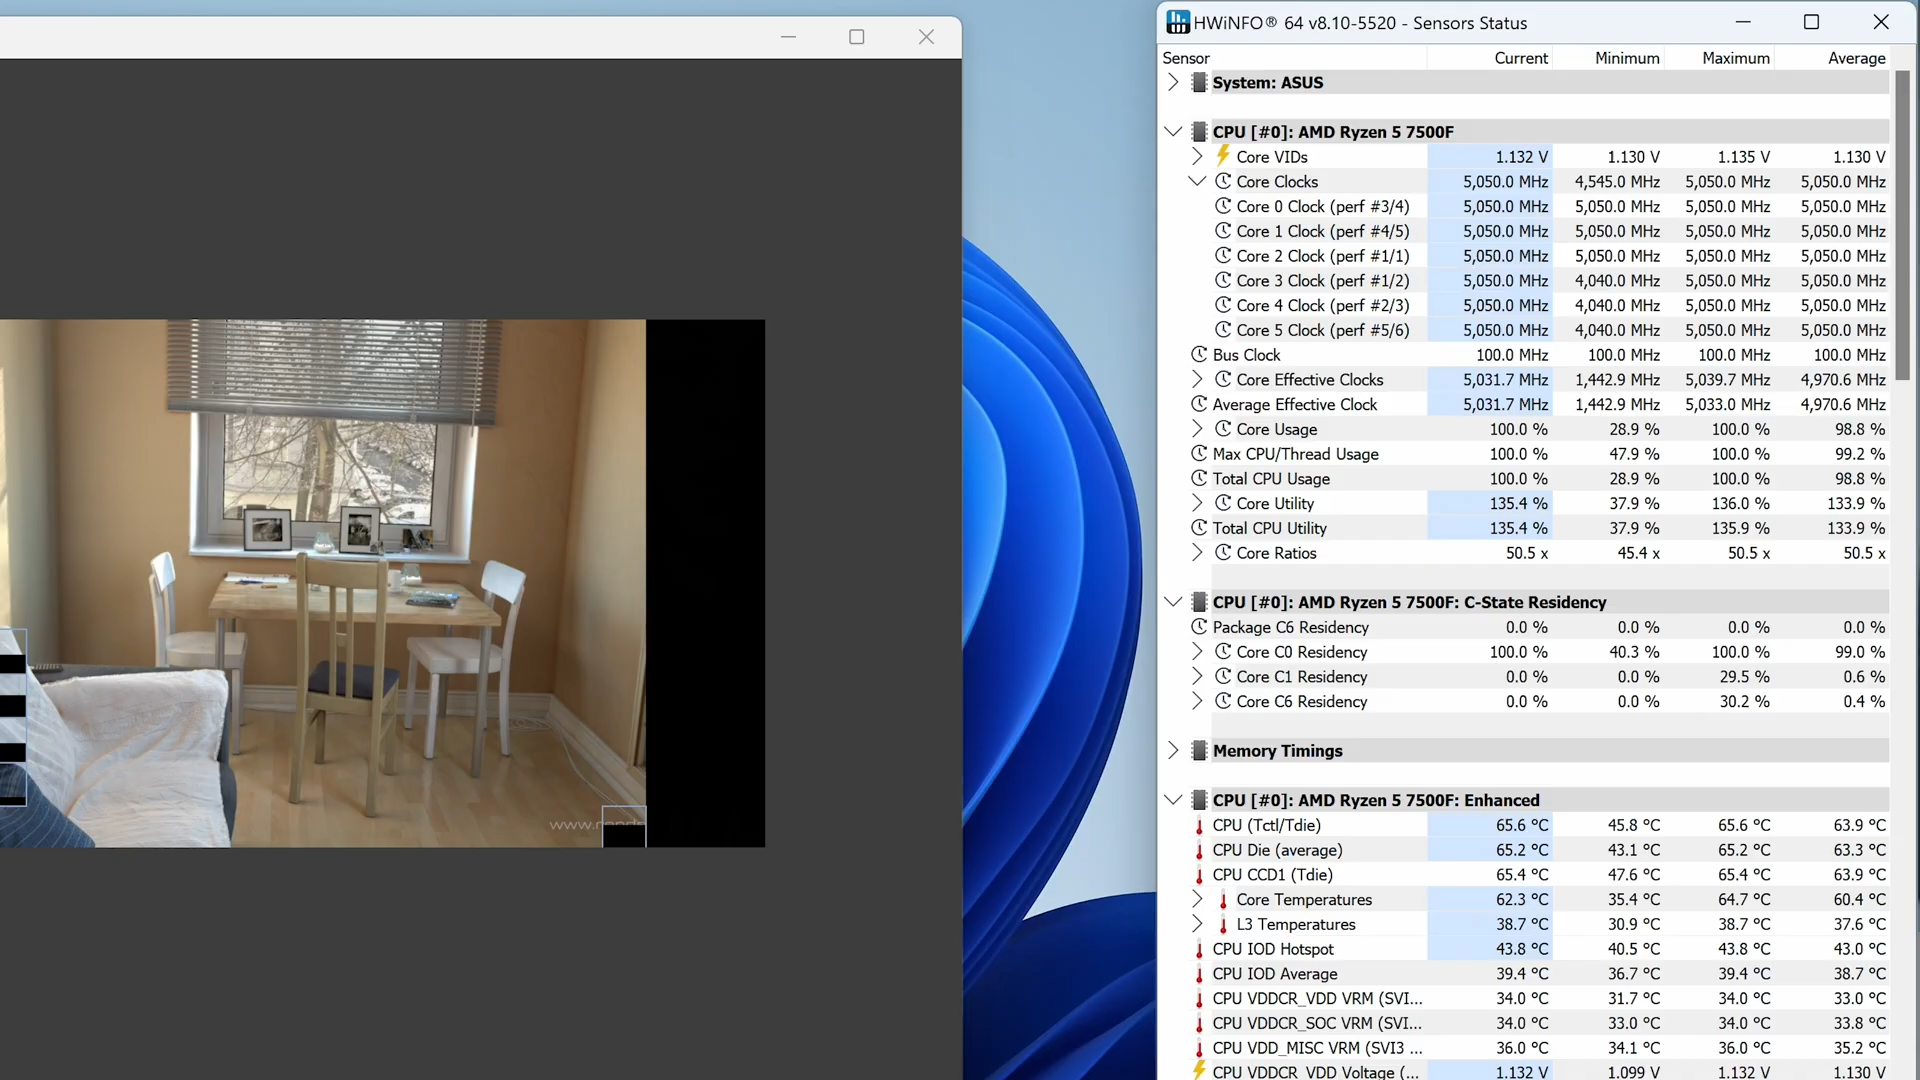 HWiNFO® 64 v8.10-5520 - Sensors Status
Sensor Current Minimum Maximum Average
System: ASUS
CPU [#0]: AMD Ryzen 5 7500F
Core VIDs 1.132 V 1.130 V 1.135 V 1.130 V
Core Clocks 5,050.0 MHz 4,545.0 MHz 5,050.0 MHz 5,050.0 MHz
Core 0 Clock (perf #3/4) 5,050.0 MHz 5,050.0 MHz 5,050.0 MHz 5,050.0 MHz
Core 1 Clock (perf #4/5) 5,050.0 MHz 5,050.0 MHz 5,050.0 MHz 5,050.0 MHz
Core 2 Clock (perf #1/1) 5,050.0 MHz 5,050.0 MHz 5,050.0 MHz 5,050.0 MHz
Core 3 Clock (perf #1/2) 5,050.0 MHz 4,040.0 MHz 5,050.0 MHz 5,050.0 MHz
Core 4 Clock (perf #2/3) 5,050.0 MHz 4,040.0 MHz 5,050.0 MHz 5,050.0 MHz
Core 5 Clock (perf #5/6) 5,050.0 MHz 4,040.0 MHz 5,050.0 MHz 5,050.0 MHz
Bus Clock 100.0 MHz 100.0 MHz 100.0 MHz 100.0 MHz
Core Effective Clocks 5,031.7 MHz 1,442.9 MHz 5,039.7 MHz 4,970.6 MHz
Average Effective Clock 5,031.7 MHz 1,442.9 MHz 5,033.0 MHz 4,970.6 MHz
Core Usage 100.0 % 28.9 % 100.0 % 98.8 %
Max CPU/Thread Usage 100.0 % 47.9 % 100.0 % 99.2 %
Total CPU Usage 100.0 % 28.9 % 100.0 % 98.8 %
Core Utility 135.4 % 37.9 % 136.0 % 133.9 %
Total CPU Utility 135.4 % 37.9 % 135.9 % 133.9 %
Core Ratios 50.5 x 45.4 x 50.5 x 50.5 x
CPU [#0]: AMD Ryzen 5 7500F: C-State Residency
Package C6 Residency 0.0 % 0.0 % 0.0 % 0.0 %
Core C0 Residency 100.0 % 40.3 % 100.0 % 99.0 %
Core C1 Residency 0.0 % 0.0 % 29.5 % 0.6 %
Core C6 Residency 0.0 % 0.0 % 30.2 % 0.4 %
Memory Timings
CPU [#0]: AMD Ryzen 5 7500F: Enhanced
CPU (Tctl/Tdie) 65.6 °C 45.8 °C 65.6 °C 63.9 °C
CPU Die (average) 65.2 °C 43.1 °C 65.2 °C 63.3 °C
CPU CCD1 (Tdie) 65.4 °C 47.6 °C 65.4 °C 63.9 °C
Core Temperatures 62.3 °C 35.4 °C 64.7 °C 60.4 °C
L3 Temperatures 38.7 °C 30.9 °C 38.7 °C 37.6 °C
CPU IOD Hotspot 43.8 °C 40.5 °C 43.8 °C 43.0 °C
CPU IOD Average 39.4 °C 36.7 °C 39.4 °C 38.7 °C
CPU VDDCR_VDD VRM (SVI... 34.0 °C 31.7 °C 34.0 °C 33.0 °C
CPU VDDCR_SOC VRM (SVI... 34.0 °C 33.0 °C 34.0 °C 33.8 °C
CPU VDD_MISC VRM (SVI3 ... 36.0 °C 34.1 °C 36.0 °C 35.2 °C
CPU VDDCR_VDD Voltage (... 1.132 V 1.099 V 1.132 V 1.130 V